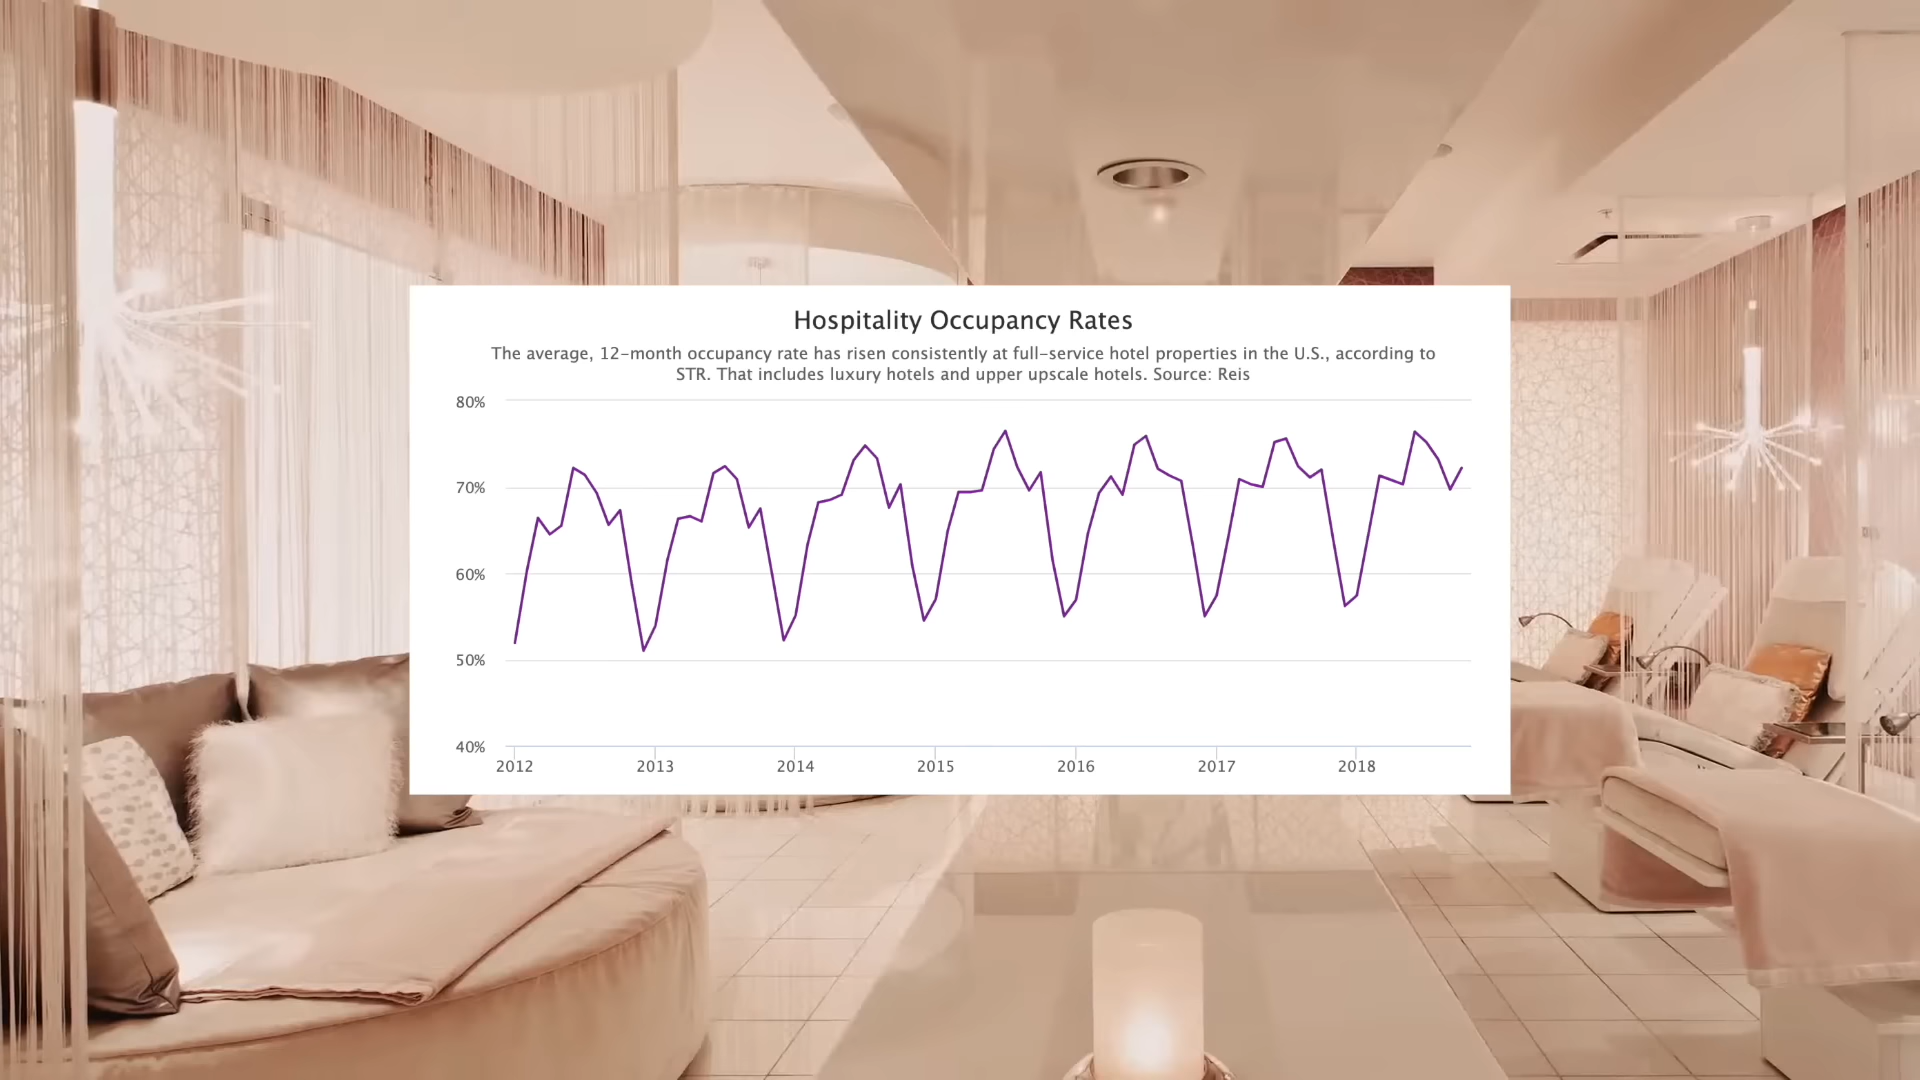 Hospitality Occupancy Rates
The average, 12-month occupancy rate has risen consistently at full-service hotel properties in the U.S., according to
STR. That includes luxury hotels and upper upscale hotels. Source: Reis
80%
70%
60%
50%
40%
2012 2013 2014 2015 2016 2017 2018